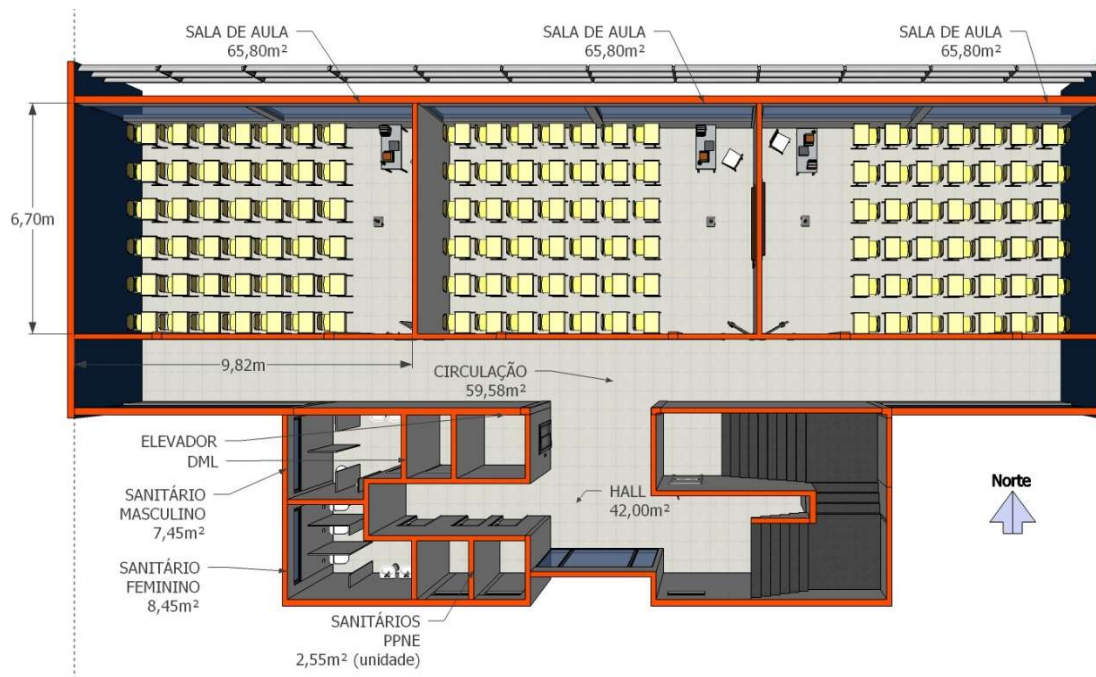 SALA DE AULA
65,80m²
SALA DE AULA
65,80m²
SALA DE AULA
65,80m²
6,70m
9,82m
CIRCULAÇÃO
59,58m²
ELEVADOR
DML
SANITÁRIO
MASCULINO
7,45m²
HALL
42,00m²
Norte
SANITÁRIO
FEMININO
8,45m²
SANITÁRIOS
PPNE
2,55m² (unidade)